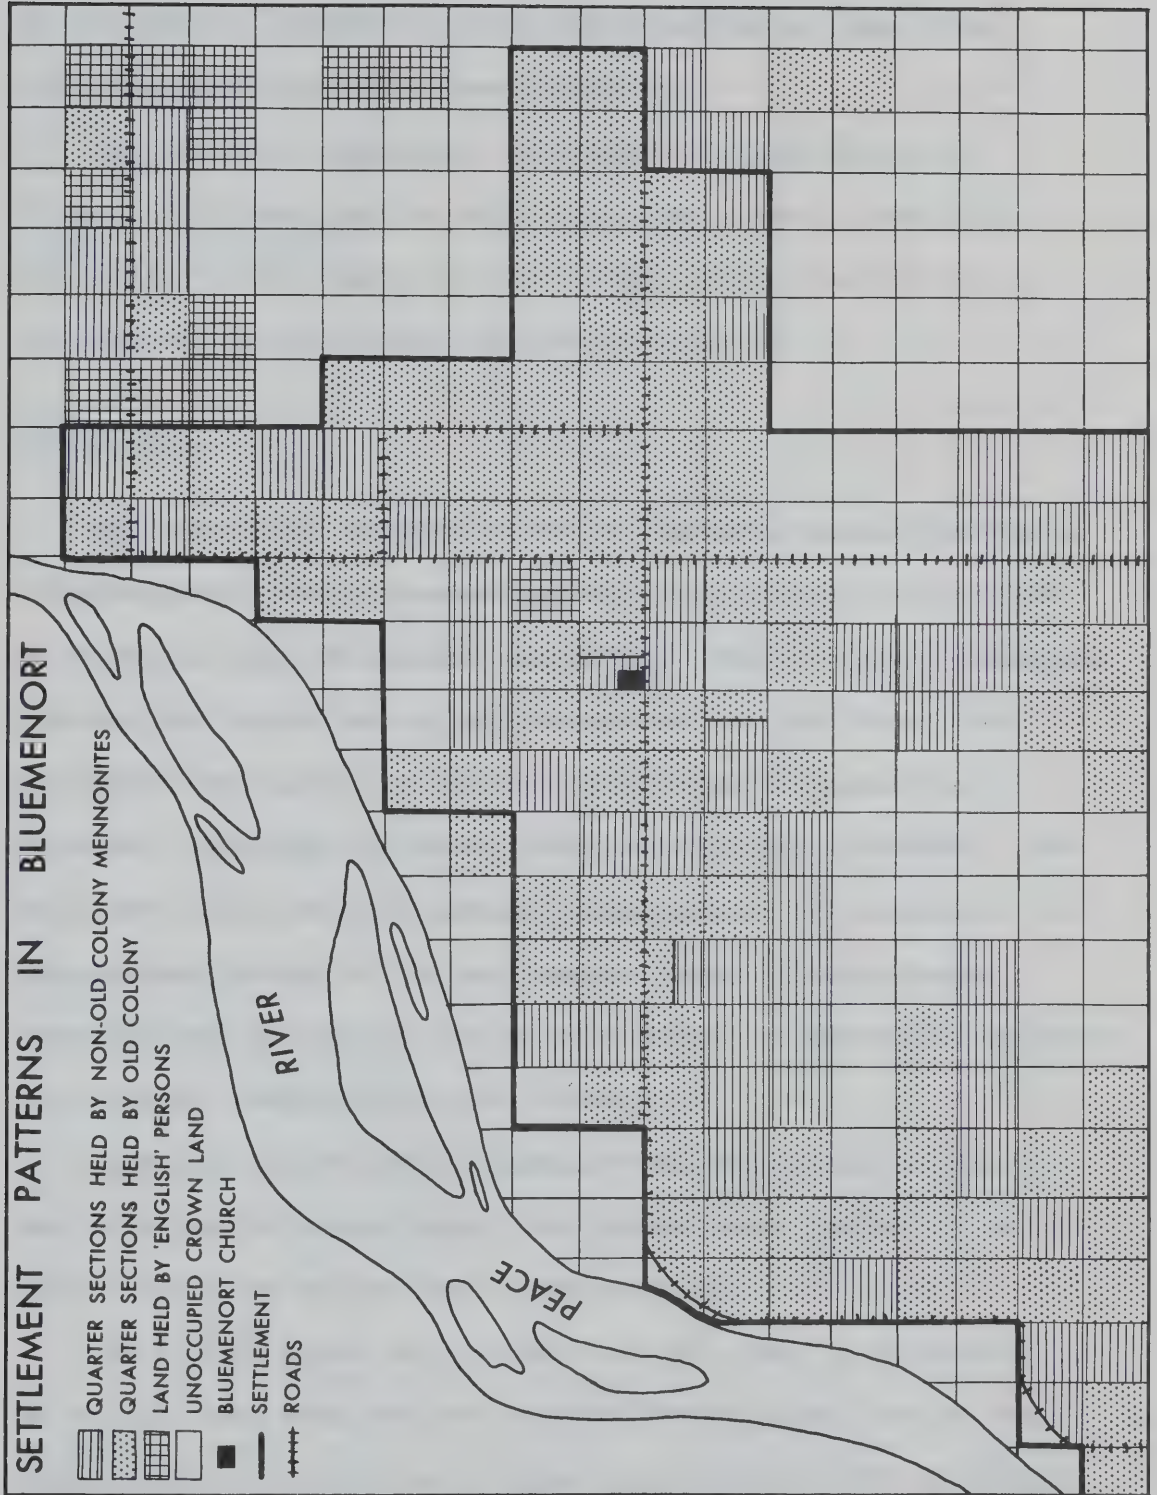 SETTLEMENT PATTERNS IN BLUEMENORT
QUARTER SECTIONS HELD BY NON-OLD COLONY MENNONITES
QUARTER SECTIONS HELD BY OLD COLONY
LAND HELD BY 'ENGLISH' PERSONS
UNOCCUPIED CROWN LAND
BLUEMENORT CHURCH
SETTLEMENT
ROADS
PEACE
RIVER